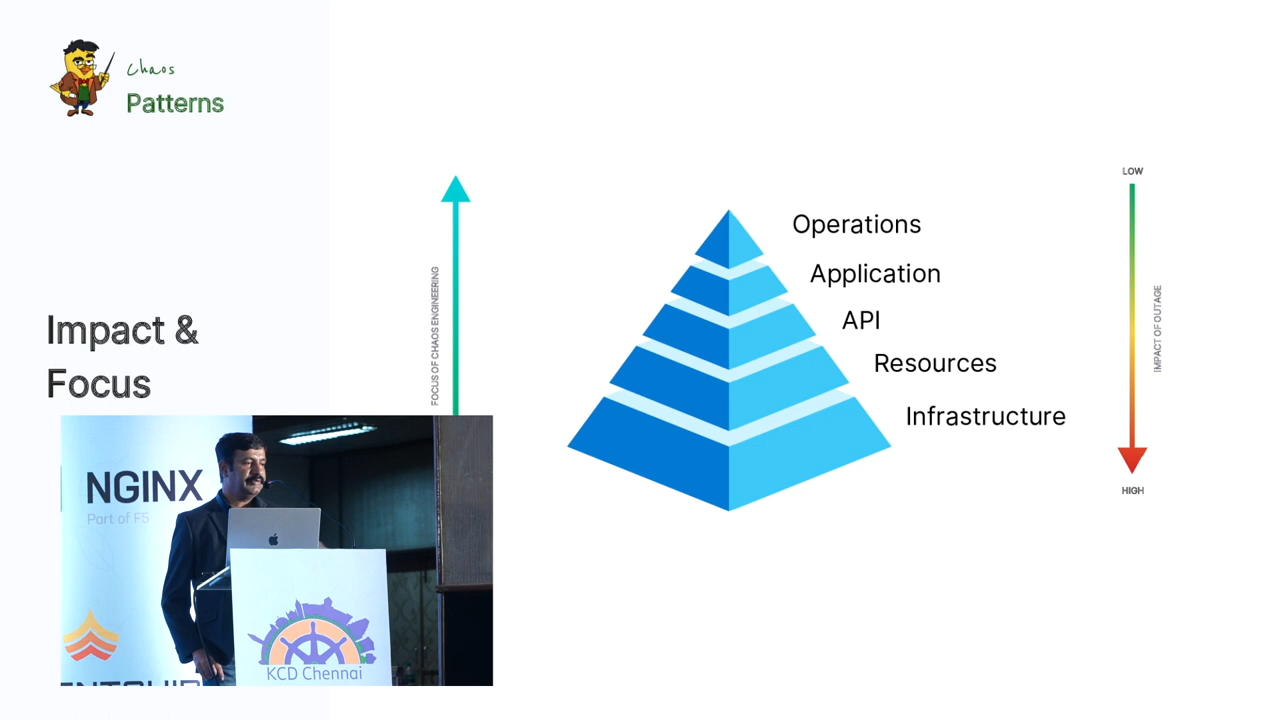 Chaos
Patterns
Impact &
Focus
FOCUS OF CHAOS ENGINEERING
Operations
Application
API
Resources
Infrastructure
LOW
IMPACT OF OUTAGE
HIGH
NGINX
Part of F5
KCD Chennai